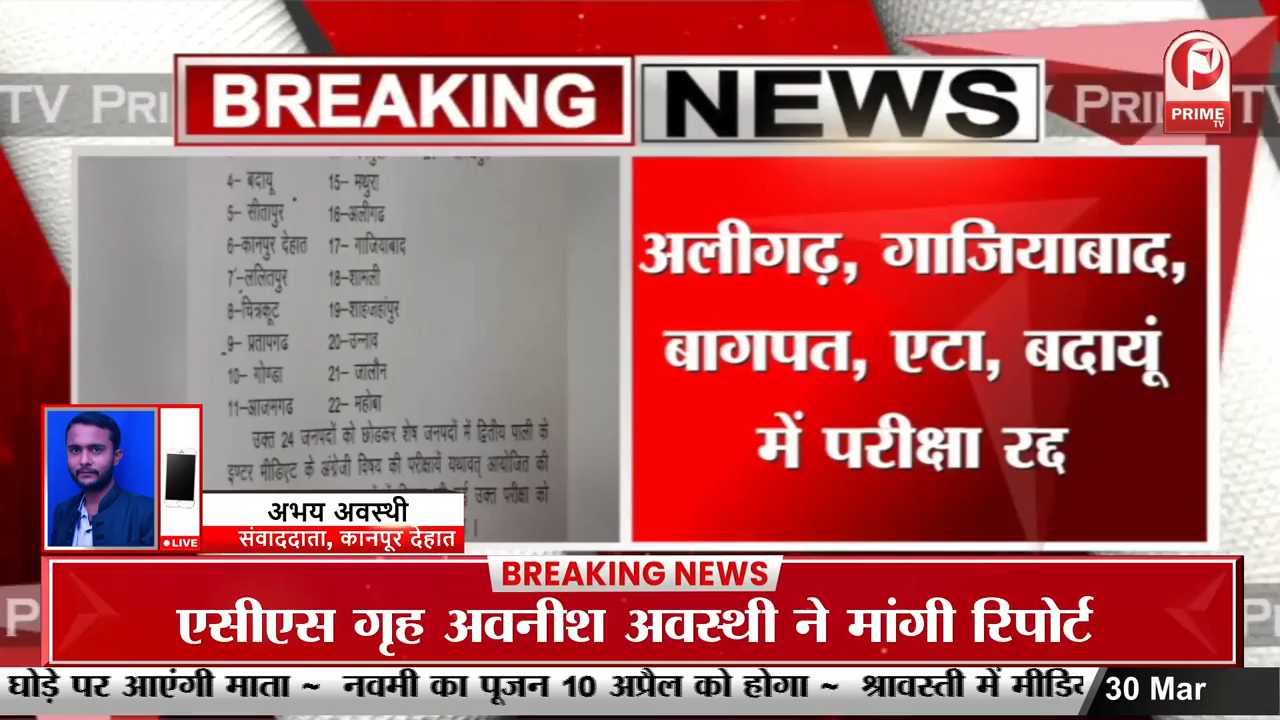 BREAKING NEWS
PRIME TV
4– बदायू 15– मथुरा
5– सीतापुर 16–अलीगढ
6–कानपुर देहात 17– गाजियाबाद
7–ललितपुर 18–शामली
8–चित्रकूट 19–शाहजहांपुर
9– प्रतापगढ 20–उन्नाव
10– गोण्डा 21– जालौन
11–आजमगढ 22– महोबा
उक्त 24 जनपदों को छोडकर शेष जनपदों में द्वितीय पाली के
इण्टर मीडिएट के अंग्रेजी विषय की परीक्षायें यथावत् आयोजित की
उक्त परीक्षा को
अलीगढ़, गाजियाबाद,
बागपत, एटा, बदायूं
में परीक्षा रद्द
LIVE
अभय अवस्थी
संवाददाता, कानपुर देहात
BREAKING NEWS
एसीएस गृह अवनीश अवस्थी ने मांगी रिपोर्ट
घोड़े पर आएंगी माता ~ नवमी का पूजन 10 अप्रैल को होगा ~ श्रावस्ती में
30 Mar